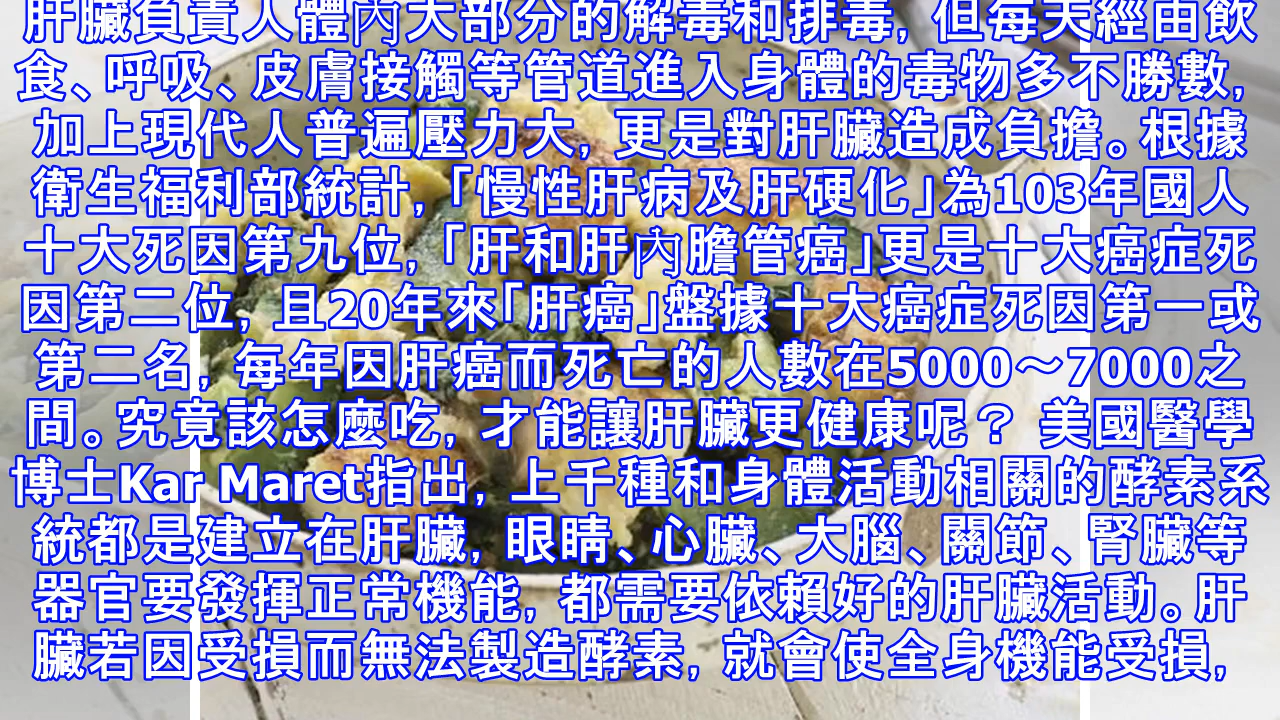 肝臟負責人體內大部分的解毒和排毒, 但每天經由飲
食、呼吸、皮膚接觸等管道進入身體的毒物多不勝數,
加上現代人普遍壓力大, 更是對肝臟造成負擔。根據
衛生福利部統計,「慢性肝病及肝硬化」為103年國人
十大死因第九位,「肝和肝內膽管癌」更是十大癌症死
因第二位, 且20年來「肝癌」盤據十大癌症死因第一或
第二名, 每年因肝癌而死亡的人數在5000～7000之
間。究竟該怎麼吃, 才能讓肝臟更健康呢？ 美國醫學
博士Kar Maret指出, 上千種和身體活動相關的酵素系
統都是建立在肝臟, 眼睛、心臟、大腦、關節、腎臟等
器官要發揮正常機能, 都需要依賴好的肝臟活動。肝
臟若因受損而無法製造酵素, 就會使全身機能受損,